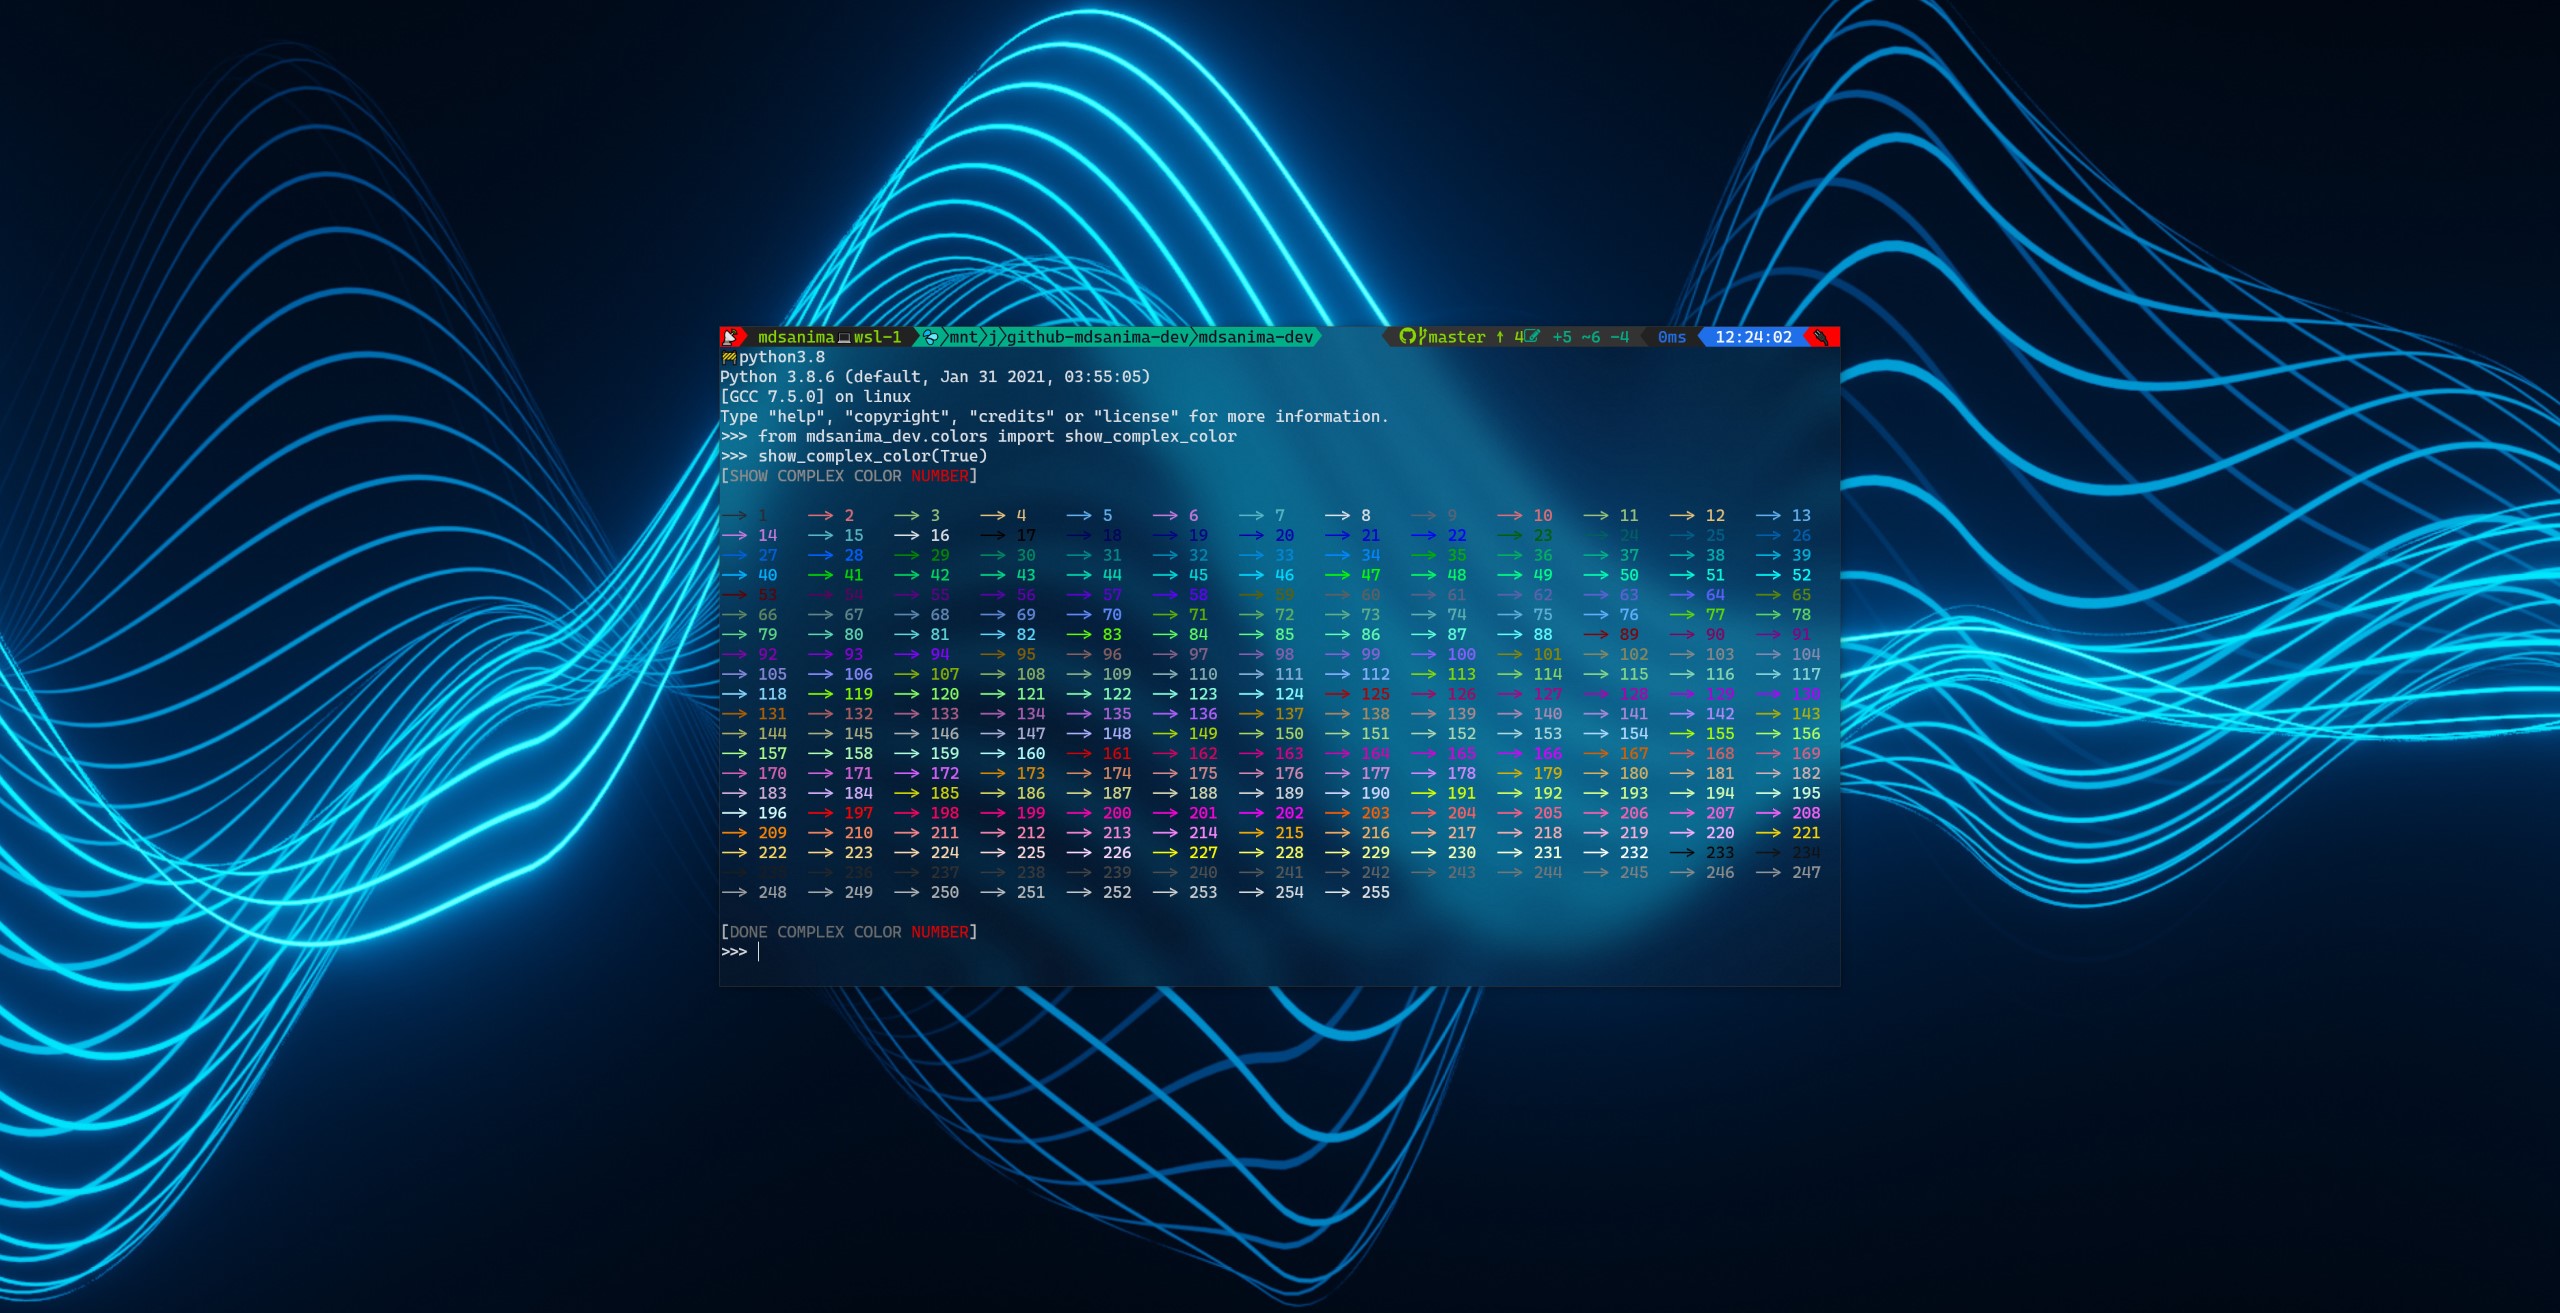 mdsanima wsl-1 mnt j github-mdsanima-dev mdsanima-dev master ↑ 4 +5 ~6 -4 0ms 12:24:02
python3.8
Python 3.8.6 (default, Jan 31 2021, 03:55:05)
[GCC 7.5.0] on linux
Type "help", "copyright", "credits" or "license" for more information.
>>> from mdsanima_dev.colors import show_complex_color
>>> show_complex_color(True)
[SHOW COMPLEX COLOR NUMBER]
⟶ 1 ⟶ 2 ⟶ 3 ⟶ 4 ⟶ 5 ⟶ 6 ⟶ 7 ⟶ 8 ⟶ 9 ⟶ 10 ⟶ 11 ⟶ 12 ⟶ 13
⟶ 14 ⟶ 15 ⟶ 16 ⟶ 17 ⟶ 18 ⟶ 19 ⟶ 20 ⟶ 21 ⟶ 22 ⟶ 23 ⟶ 24 ⟶ 25 ⟶ 26
⟶ 27 ⟶ 28 ⟶ 29 ⟶ 30 ⟶ 31 ⟶ 32 ⟶ 33 ⟶ 34 ⟶ 35 ⟶ 36 ⟶ 37 ⟶ 38 ⟶ 39
⟶ 40 ⟶ 41 ⟶ 42 ⟶ 43 ⟶ 44 ⟶ 45 ⟶ 46 ⟶ 47 ⟶ 48 ⟶ 49 ⟶ 50 ⟶ 51 ⟶ 52
⟶ 53 ⟶ 54 ⟶ 55 ⟶ 56 ⟶ 57 ⟶ 58 ⟶ 59 ⟶ 60 ⟶ 61 ⟶ 62 ⟶ 63 ⟶ 64 ⟶ 65
⟶ 66 ⟶ 67 ⟶ 68 ⟶ 69 ⟶ 70 ⟶ 71 ⟶ 72 ⟶ 73 ⟶ 74 ⟶ 75 ⟶ 76 ⟶ 77 ⟶ 78
⟶ 79 ⟶ 80 ⟶ 81 ⟶ 82 ⟶ 83 ⟶ 84 ⟶ 85 ⟶ 86 ⟶ 87 ⟶ 88 ⟶ 89 ⟶ 90 ⟶ 91
⟶ 92 ⟶ 93 ⟶ 94 ⟶ 95 ⟶ 96 ⟶ 97 ⟶ 98 ⟶ 99 ⟶ 100 ⟶ 101 ⟶ 102 ⟶ 103 ⟶ 104
⟶ 105 ⟶ 106 ⟶ 107 ⟶ 108 ⟶ 109 ⟶ 110 ⟶ 111 ⟶ 112 ⟶ 113 ⟶ 114 ⟶ 115 ⟶ 116 ⟶ 117
⟶ 118 ⟶ 119 ⟶ 120 ⟶ 121 ⟶ 122 ⟶ 123 ⟶ 124 ⟶ 125 ⟶ 126 ⟶ 127 ⟶ 128 ⟶ 129 ⟶ 130
⟶ 131 ⟶ 132 ⟶ 133 ⟶ 134 ⟶ 135 ⟶ 136 ⟶ 137 ⟶ 138 ⟶ 139 ⟶ 140 ⟶ 141 ⟶ 142 ⟶ 143
⟶ 144 ⟶ 145 ⟶ 146 ⟶ 147 ⟶ 148 ⟶ 149 ⟶ 150 ⟶ 151 ⟶ 152 ⟶ 153 ⟶ 154 ⟶ 155 ⟶ 156
⟶ 157 ⟶ 158 ⟶ 159 ⟶ 160 ⟶ 161 ⟶ 162 ⟶ 163 ⟶ 164 ⟶ 165 ⟶ 166 ⟶ 167 ⟶ 168 ⟶ 169
⟶ 170 ⟶ 171 ⟶ 172 ⟶ 173 ⟶ 174 ⟶ 175 ⟶ 176 ⟶ 177 ⟶ 178 ⟶ 179 ⟶ 180 ⟶ 181 ⟶ 182
⟶ 183 ⟶ 184 ⟶ 185 ⟶ 186 ⟶ 187 ⟶ 188 ⟶ 189 ⟶ 190 ⟶ 191 ⟶ 192 ⟶ 193 ⟶ 194 ⟶ 195
⟶ 196 ⟶ 197 ⟶ 198 ⟶ 199 ⟶ 200 ⟶ 201 ⟶ 202 ⟶ 203 ⟶ 204 ⟶ 205 ⟶ 206 ⟶ 207 ⟶ 208
⟶ 209 ⟶ 210 ⟶ 211 ⟶ 212 ⟶ 213 ⟶ 214 ⟶ 215 ⟶ 216 ⟶ 217 ⟶ 218 ⟶ 219 ⟶ 220 ⟶ 221
⟶ 222 ⟶ 223 ⟶ 224 ⟶ 225 ⟶ 226 ⟶ 227 ⟶ 228 ⟶ 229 ⟶ 230 ⟶ 231 ⟶ 232 ⟶ 233 ⟶ 234
⟶ 235 ⟶ 236 ⟶ 237 ⟶ 238 ⟶ 239 ⟶ 240 ⟶ 241 ⟶ 242 ⟶ 243 ⟶ 244 ⟶ 245 ⟶ 246 ⟶ 247
⟶ 248 ⟶ 249 ⟶ 250 ⟶ 251 ⟶ 252 ⟶ 253 ⟶ 254 ⟶ 255
[DONE COMPLEX COLOR NUMBER]
>>>